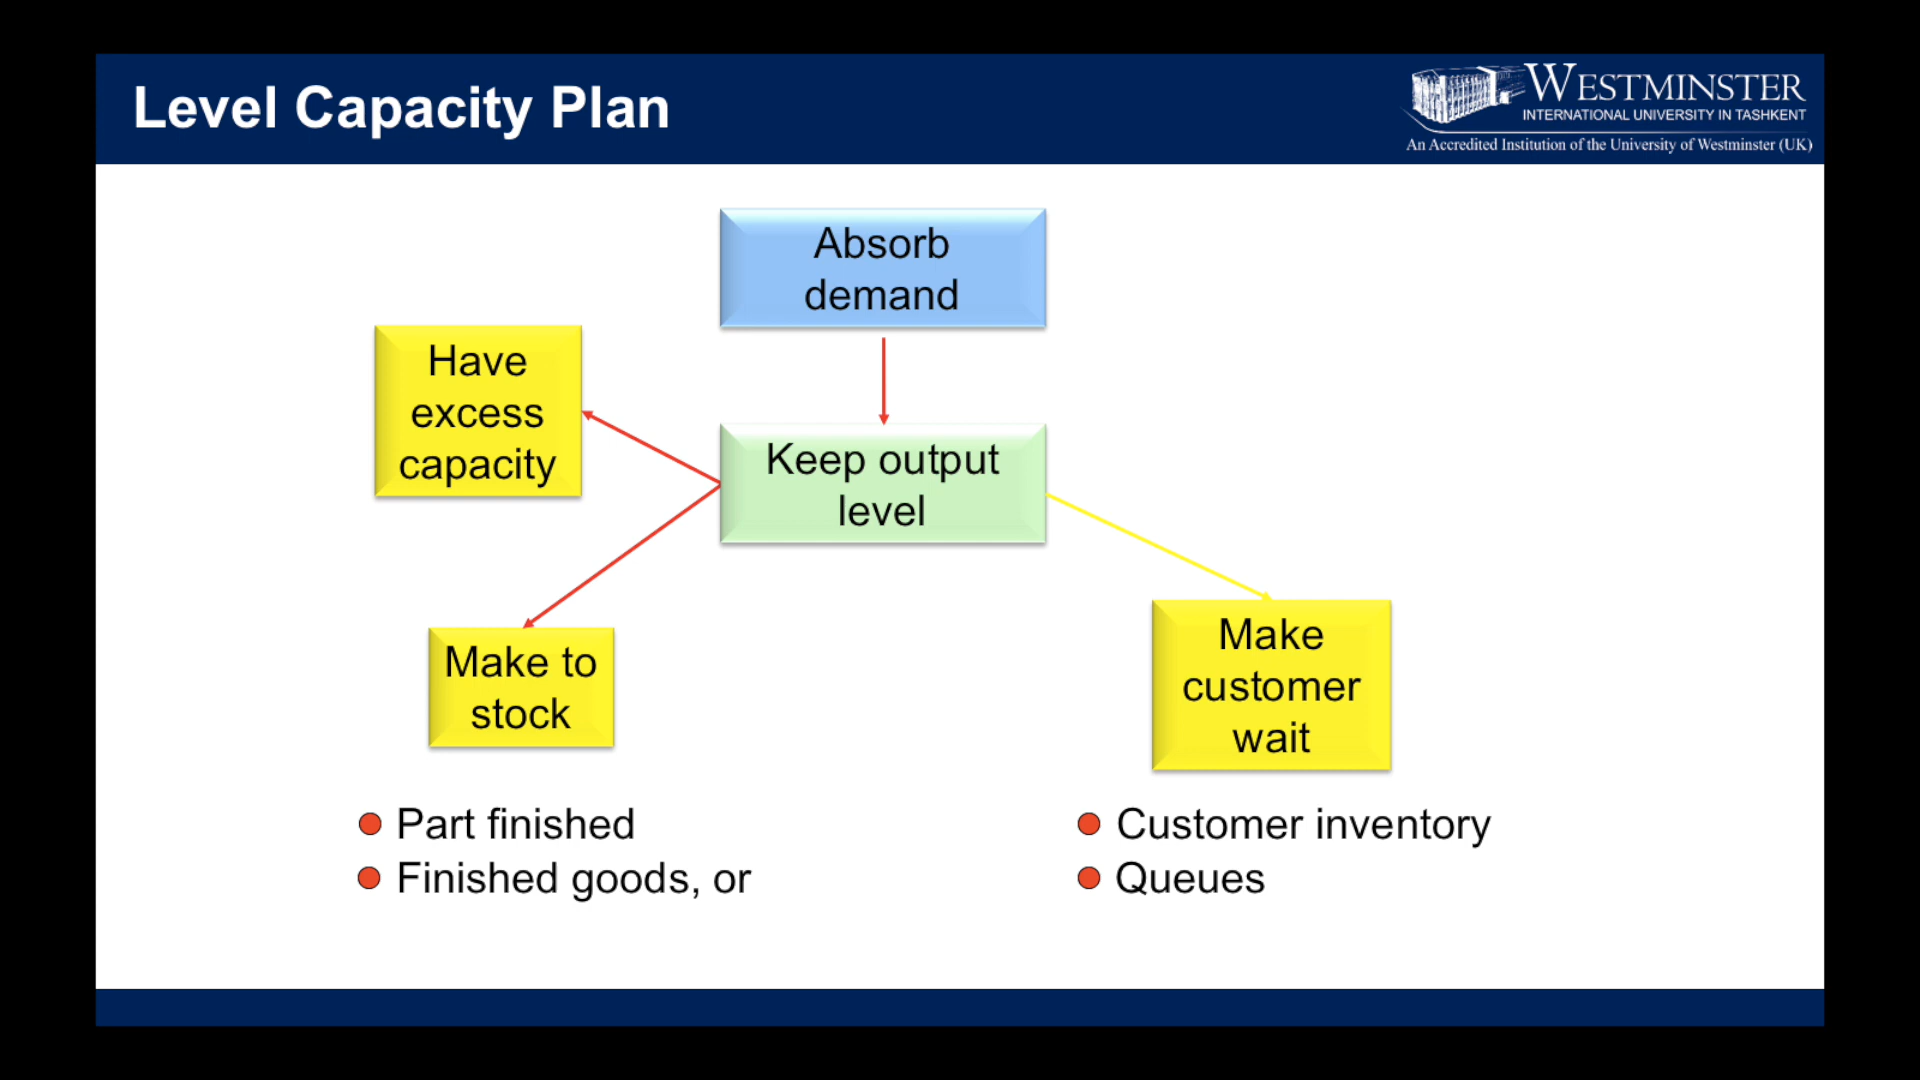 Level Capacity Plan
WESTMINSTER
INTERNATIONAL UNIVERSITY IN TASHKENT
An Accredited Institution of the University of Westminster (UK)
Absorb
demand
Have
excess
capacity
Keep output
level
Make to
stock
Make
customer
wait
Part finished
Finished goods, or
Customer inventory
Queues